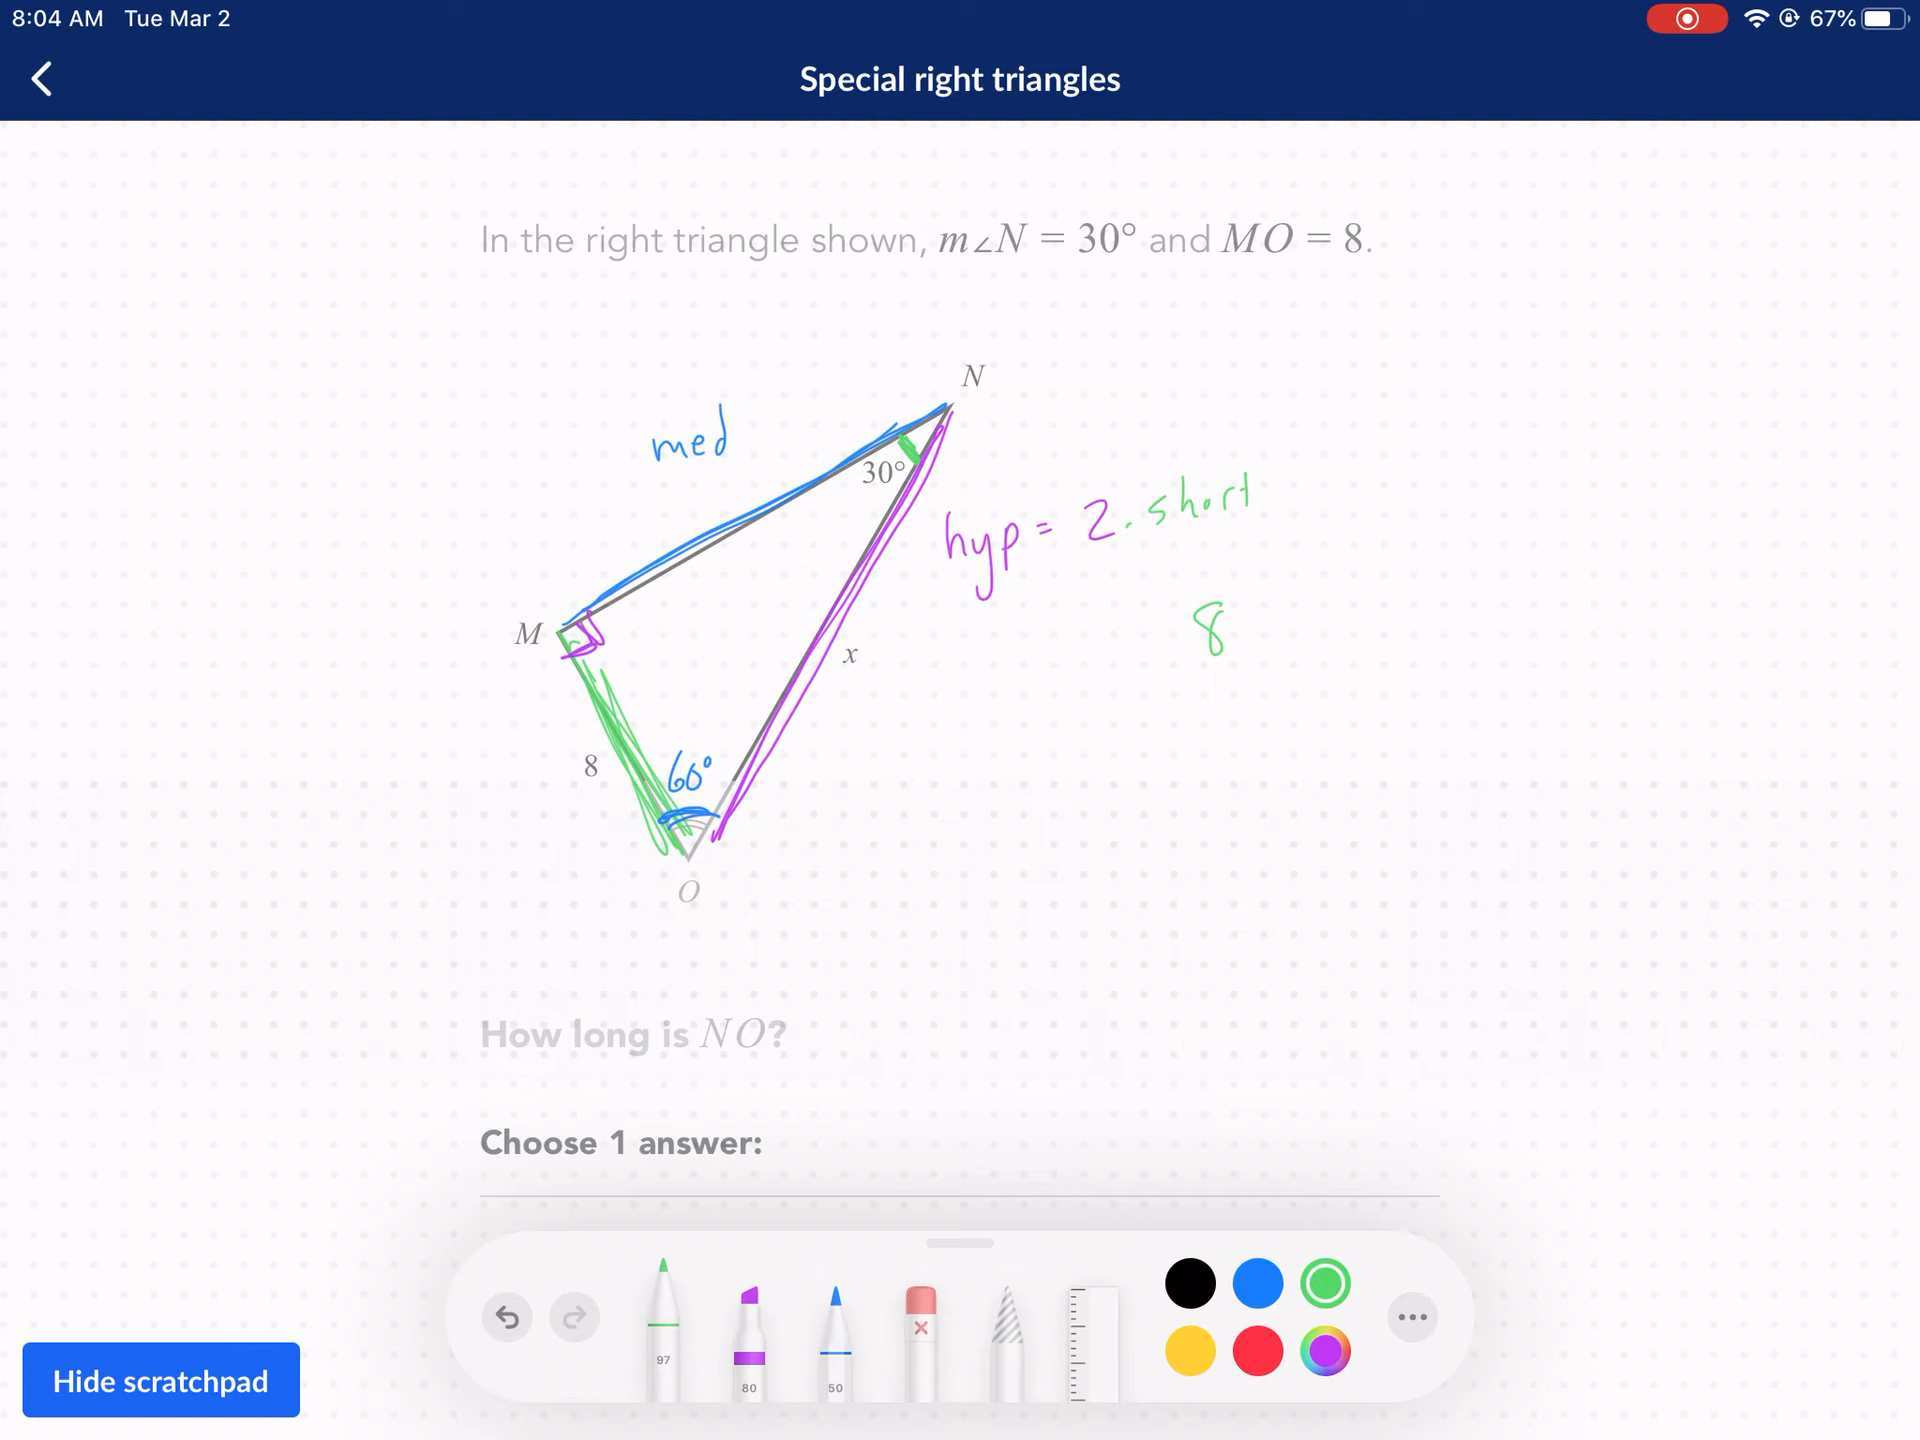 8:04 AM Tue Mar 2
67%
Special right triangles
In the right triangle shown, m∠N = 30° and MO = 8.
N
med
30°
hyp = 2 · short
8
M
x
8
60°
O
How long is NO?
Choose 1 answer:
97
80
50
Hide scratchpad